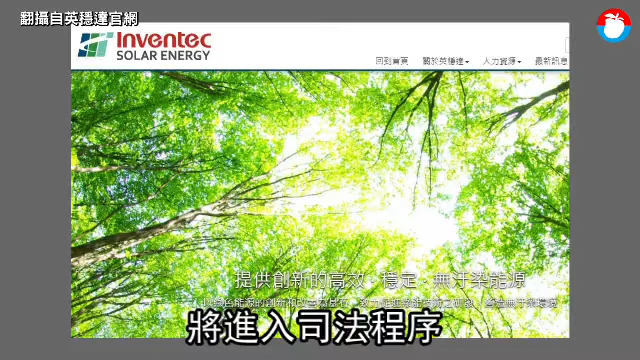 翻攝自英穩達官網
Inventec
SOLAR ENERGY
回到首頁 關於英穩達 人力資源 最新訊息
提供創新的高效．穩定．無汙染能源
將進入司法程序